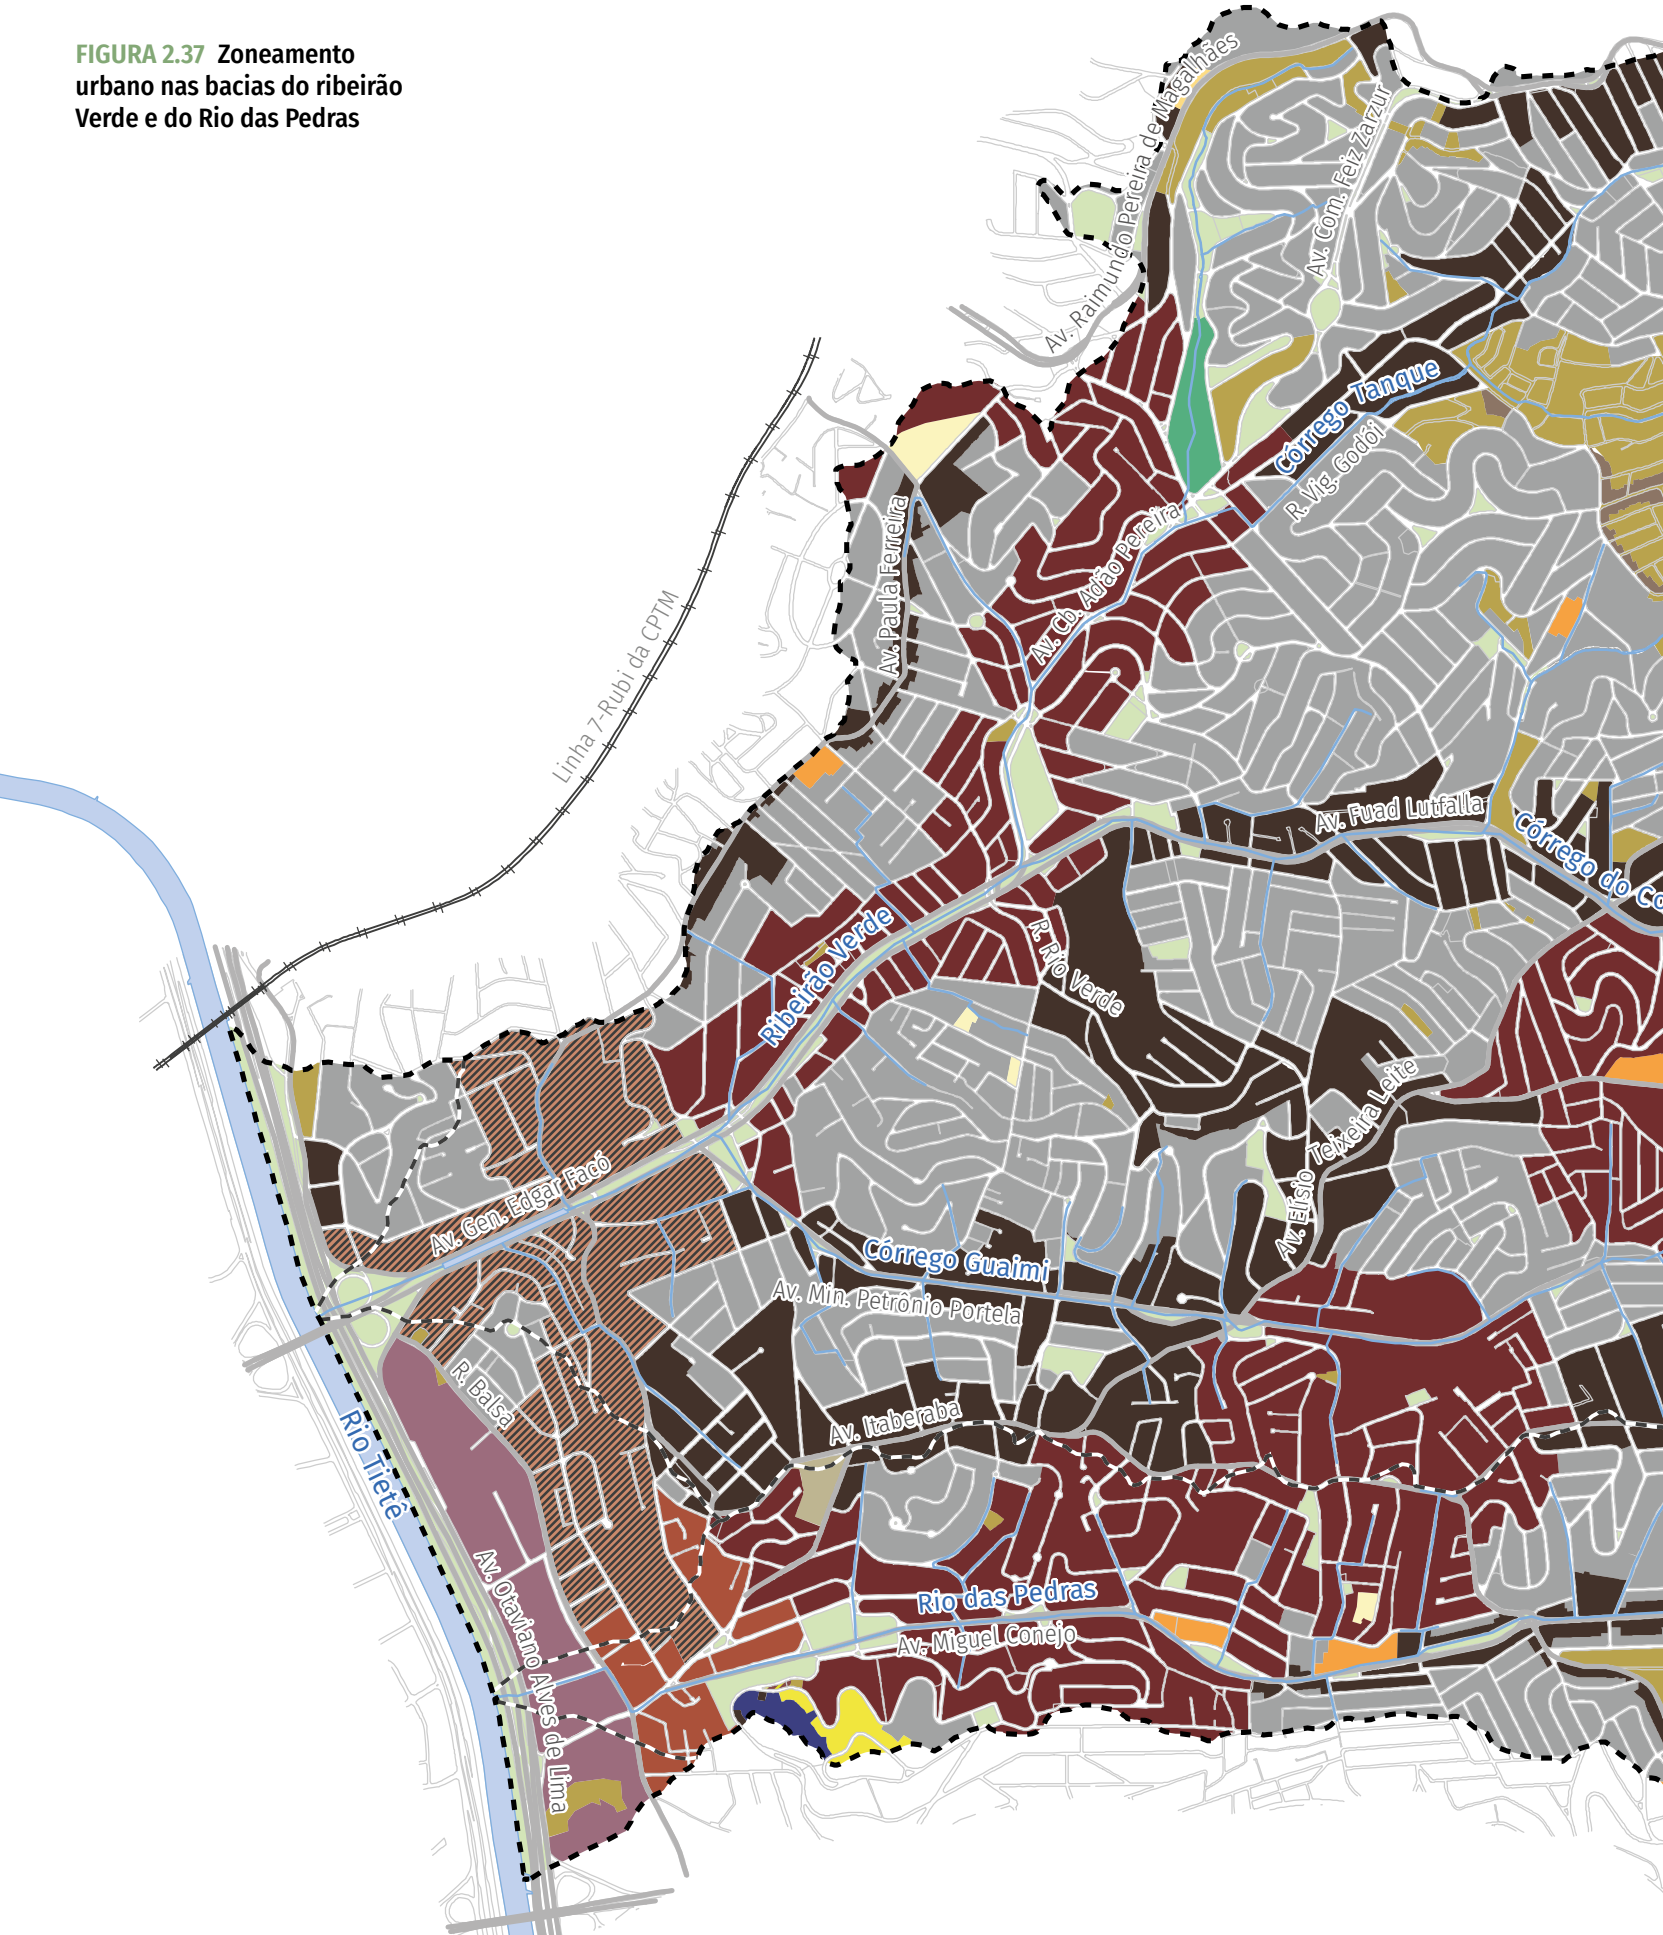 FIGURA 2.37 Zoneamento
urbano nas bacias do ribeirão
Verde e do Rio das Pedras
Av. Raimundo Pereira de Magalhães
Av. Com. Feiz Zarzur
Córrego Tanque
R. Vig. Godói
Av. Paula Ferreira
Av. Cb. Adião Pereira
Linha 7-Rubi da CPTM
Av. Fuad Lutfalla
Córrego do Co
Ribeirão Verde
R. Rio Verde
Av. Elísio Teixeira Leite
Av. Gen. Edgar Facó
Córrego Guaimi
Av. Min. Petrônio Portela
R. Balsa
Av. Itaberaba
Rio Tietê
Av. Otaviano Alves de Lima
Rio das Pedras
Av. Miguel Conejo